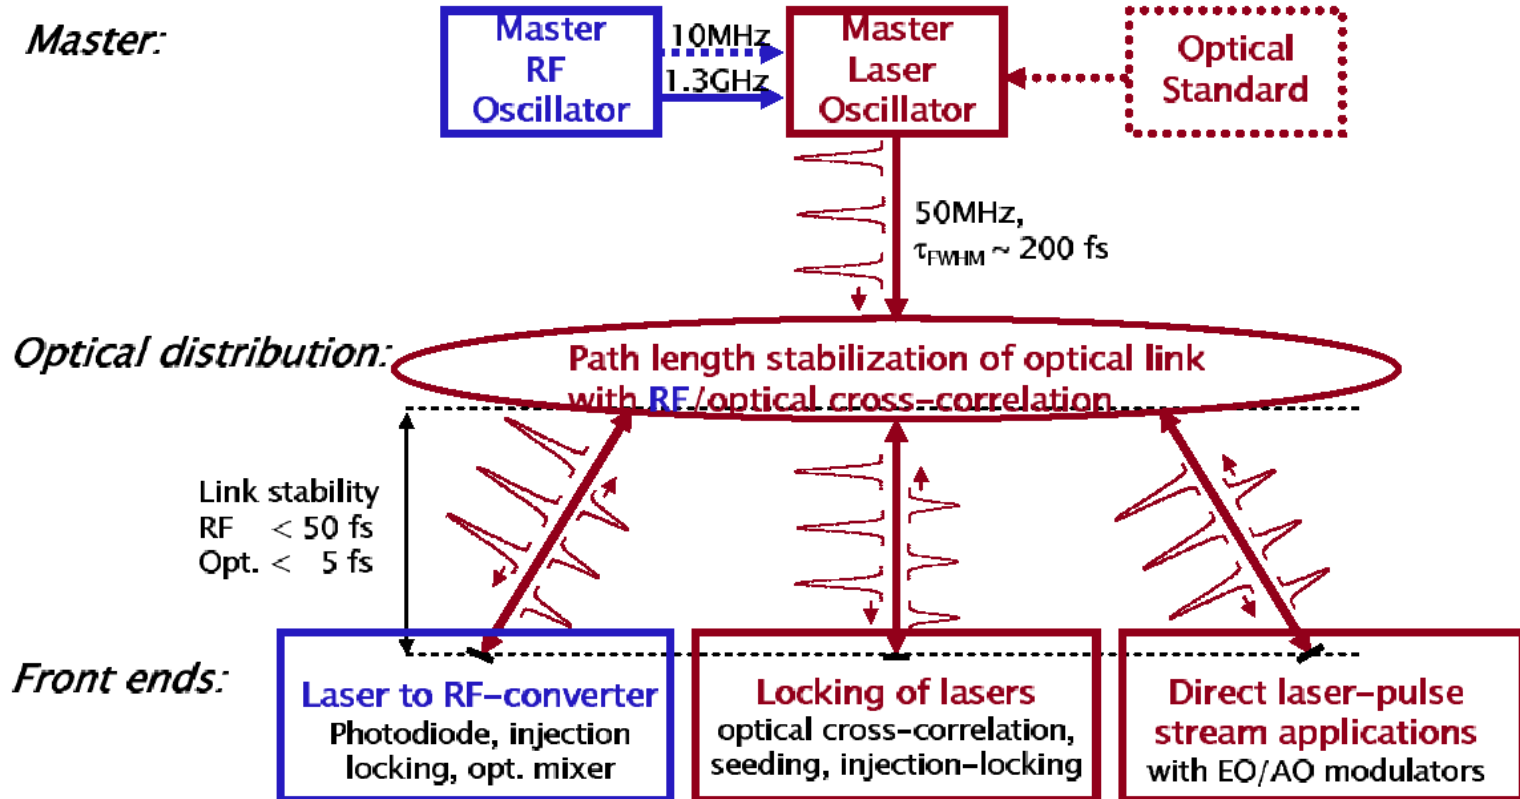 Master:
Master
RF
Oscillator
10MHz
1.3GHz
Master
Laser
Oscillator
Optical
Standard
50MHz,
τFWHM ~ 200 fs
Optical distribution:
Path length stabilization of optical link
with RF/optical cross-correlation
Link stability
RF < 50 fs
Opt. < 5 fs
Front ends:
Laser to RF-converter
Photodiode, injection
locking, opt. mixer
Locking of lasers
optical cross-correlation,
seeding, injection-locking
Direct laser-pulse
stream applications
with EO/AO modulators